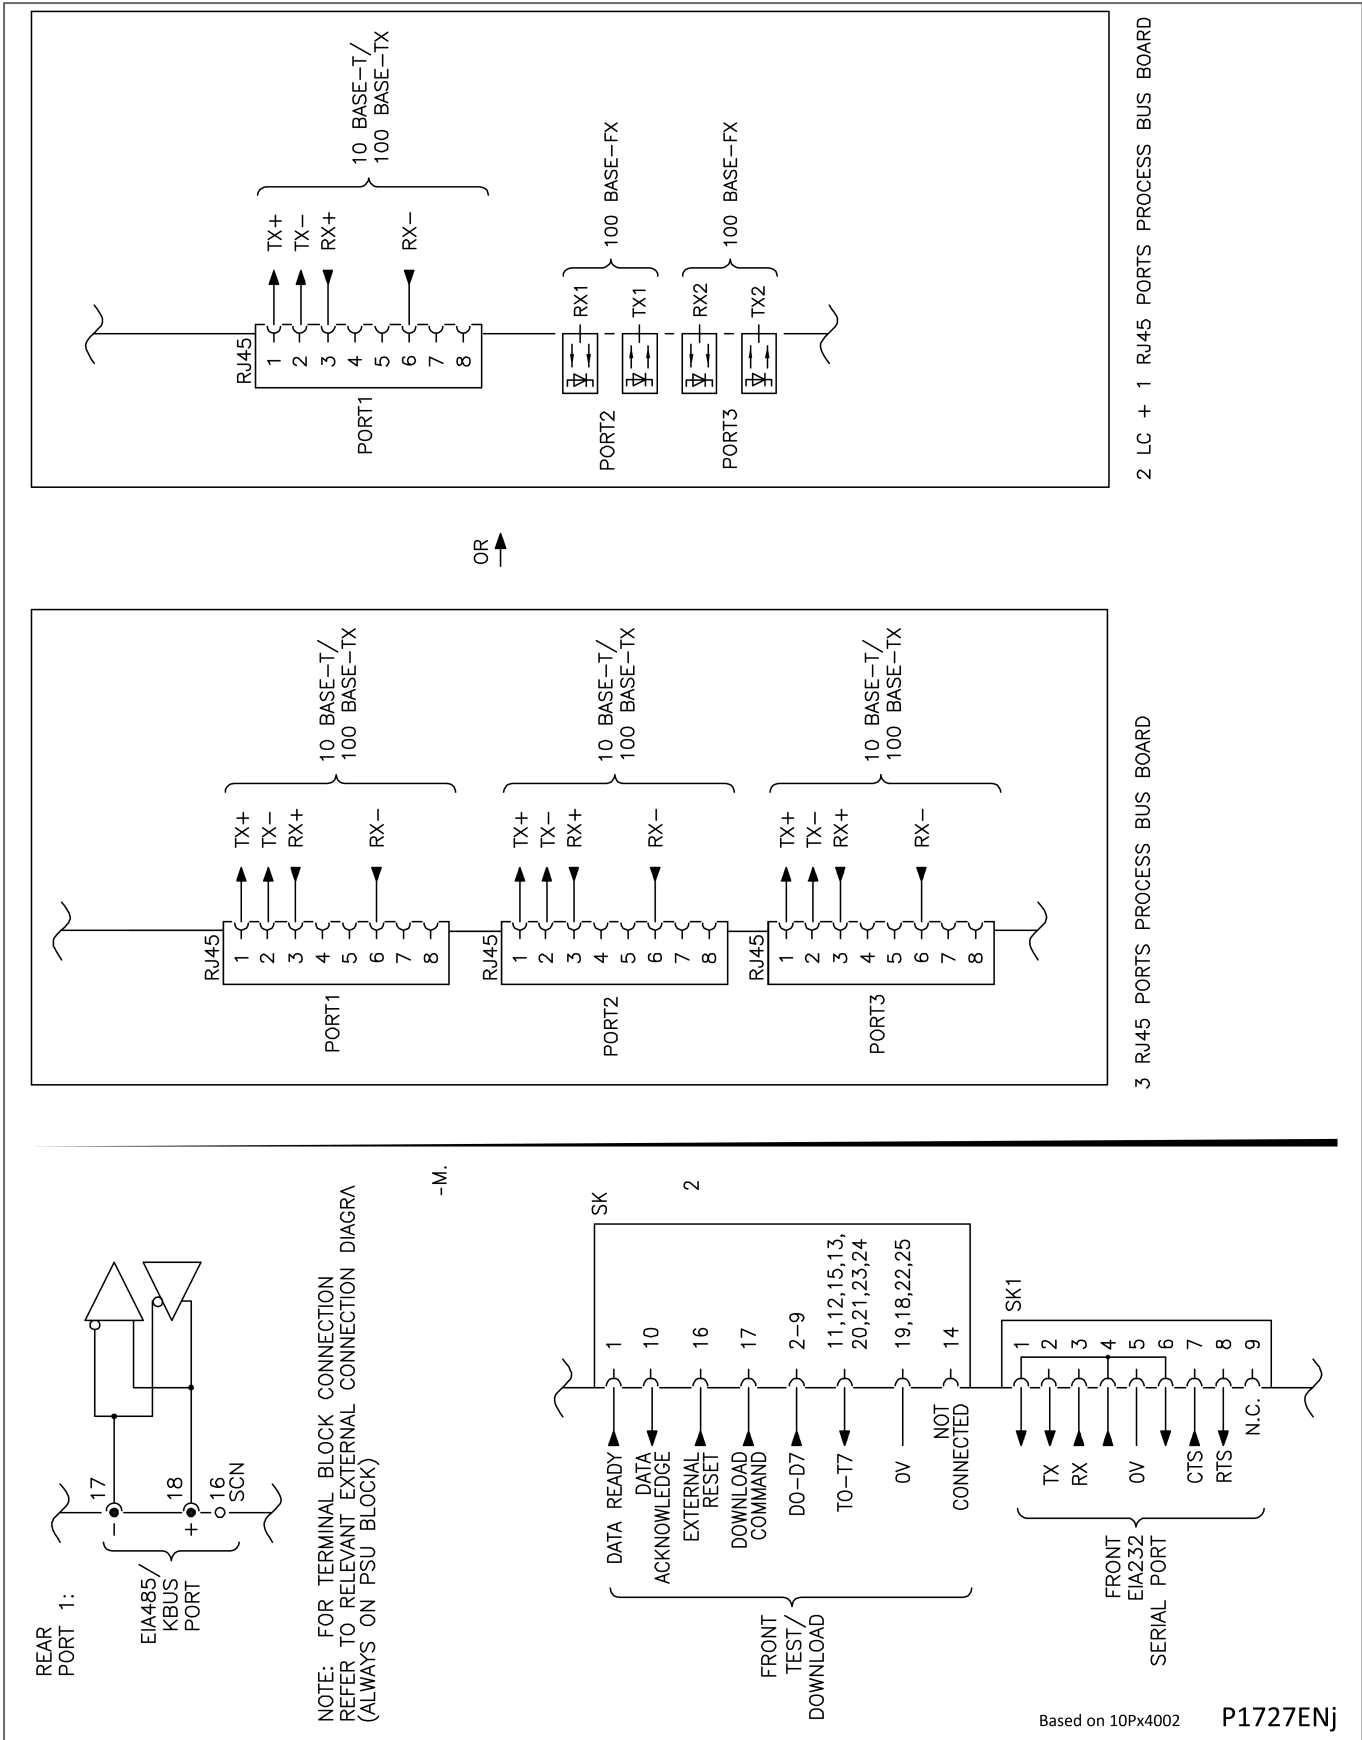 REAR
PORT 1:
EIA485/
KBUS
PORT
-
+
17
18
16
SCN
NOTE: FOR TERMINAL BLOCK CONNECTION
REFER TO RELEVANT EXTERNAL CONNECTION DIAGRA
(ALWAYS ON PSU BLOCK)
-M.
FRONT
TEST/
DOWNLOAD
SK
2
DATA READY
1
DATA
ACKNOWLEDGE
10
EXTERNAL
RESET
16
DOWNLOAD
COMMAND
17
DO-D7
2-9
TO-T7
11,12,15,13,
20,21,23,24
0V
19,18,22,25
NOT
CONNECTED
14
FRONT
EIA232
SERIAL PORT
SK1
1
TX
2
RX
3
4
0V
5
6
CTS
7
RTS
8
N.C.
9
RJ45
PORT1
1
2
3
4
5
6
7
8
TX+
TX-
RX+
RX-
10 BASE-T/
100 BASE-TX
RJ45
PORT2
1
2
3
4
5
6
7
8
TX+
TX-
RX+
RX-
10 BASE-T/
100 BASE-TX
RJ45
PORT3
1
2
3
4
5
6
7
8
TX+
TX-
RX+
RX-
10 BASE-T/
100 BASE-TX
3 RJ45 PORTS PROCESS BUS BOARD
OR
RJ45
PORT1
1
2
3
4
5
6
7
8
TX+
TX-
RX+
RX-
10 BASE-T/
100 BASE-TX
PORT2
RX1
TX1
100 BASE-FX
PORT3
RX2
TX2
100 BASE-FX
2 LC + 1 RJ45 PORTS PROCESS BUS BOARD
Based on 10Px4002
P1727ENj